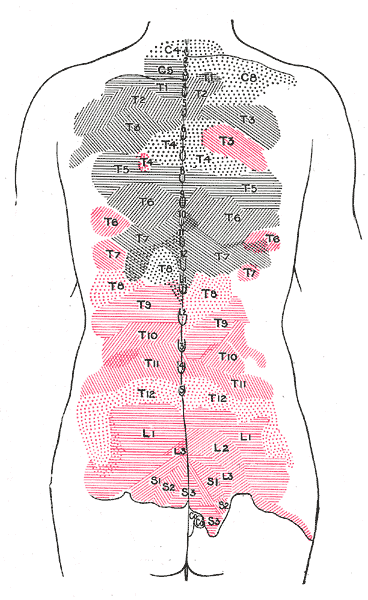 C4
C5 C8
T1 T1
T2 T2
T3 T3
T4 T3
T4 T4
T5 T5
T6 T6
T6 T6
T7 T7
T7 T7
T8 T8
T8 T8
T9 T9
T10 T10
T11 T11
T12 T12
L1 L1
L3 L2
S1 S1 L3
S2 S2
S3 S3